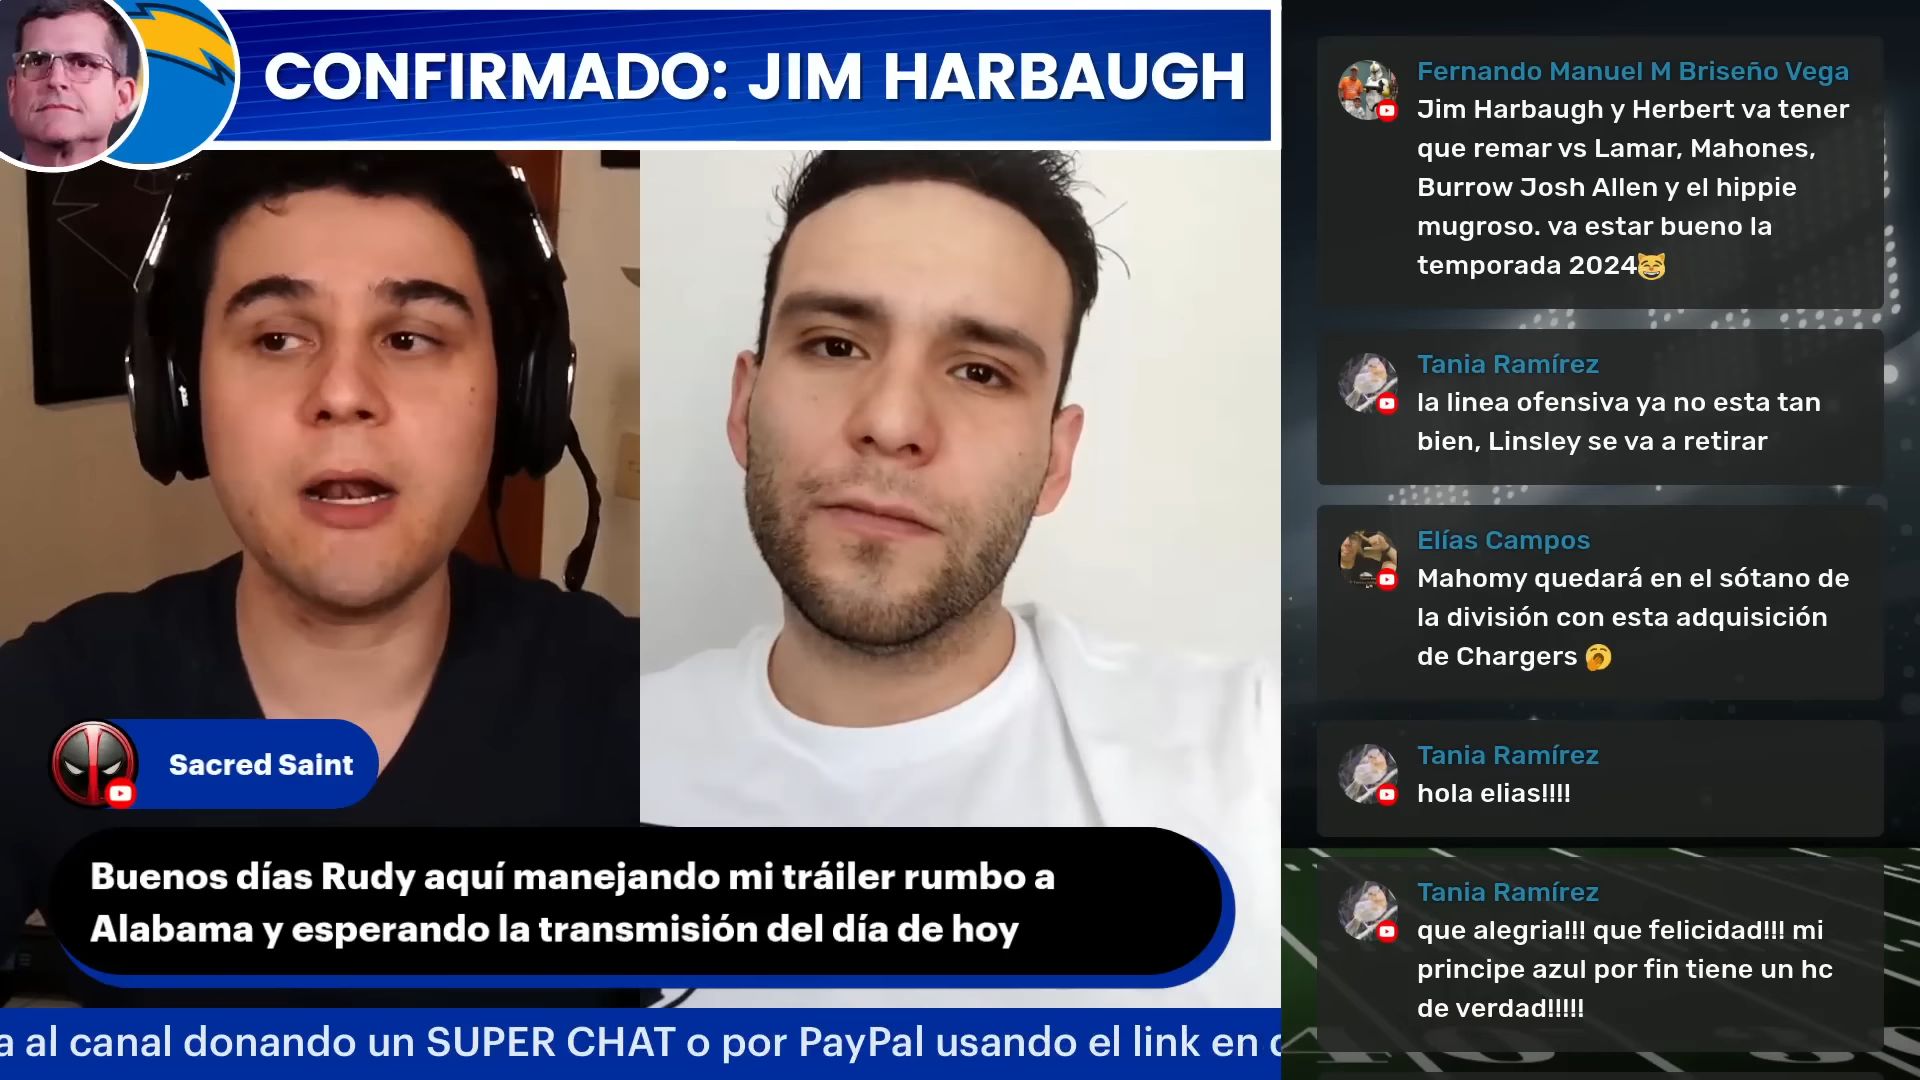 CONFIRMADO: JIM HARBAUGH
Sacred Saint
Buenos días Rudy aquí manejando mi tráiler rumbo a
Alabama y esperando la transmisión del día de hoy
a al canal donando un SUPER CHAT o por PayPal usando el link en
Fernando Manuel M Briseño Vega
Jim Harbaugh y Herbert va tener
que remar vs Lamar, Mahones,
Burrow Josh Allen y el hippie
mugroso. va estar bueno la
temporada 2024😹
Tania Ramírez
la linea ofensiva ya no esta tan
bien, Linsley se va a retirar
Elías Campos
Mahomy quedará en el sótano de
la división con esta adquisición
de Chargers 🥱
Tania Ramírez
hola elias!!!!
Tania Ramírez
que alegria!!! que felicidad!!! mi
principe azul por fin tiene un hc
de verdad!!!!!